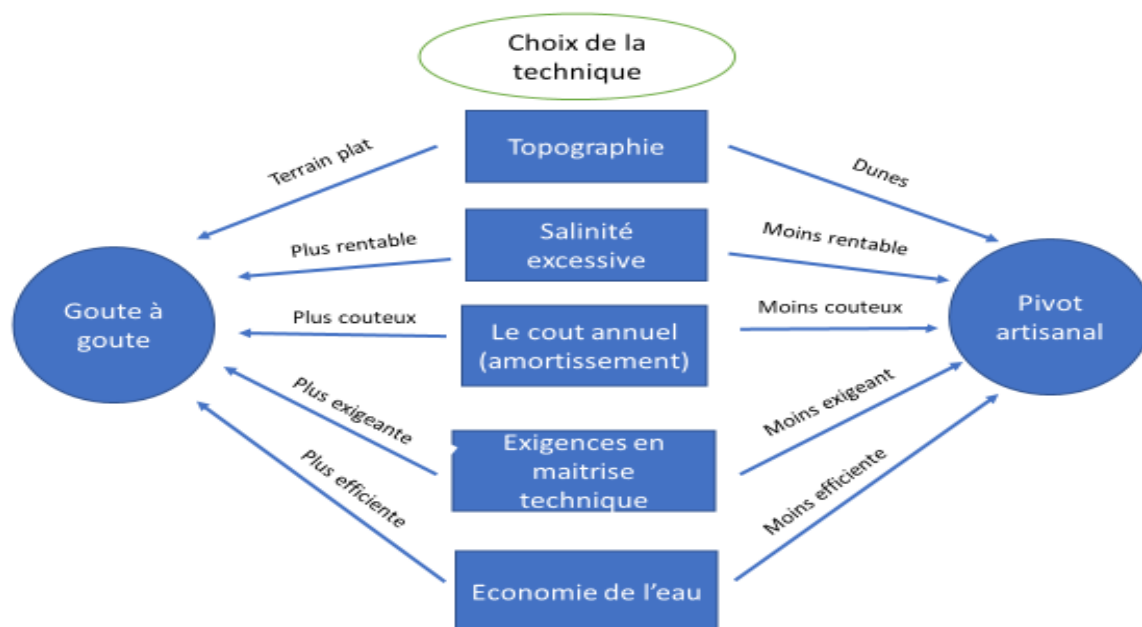 Choix de la
technique
Topographie
Terrain plat
Dunes
Salinité
excessive
Plus rentable
Moins rentable
Goute à
goute
Pivot
artisanal
Le cout annuel
(amortissement)
Plus couteux
Moins couteux
Exigences en
maitrise
technique
Plus exigeante
Moins exigeant
Economie de l'eau
Plus efficiente
Moins efficiente